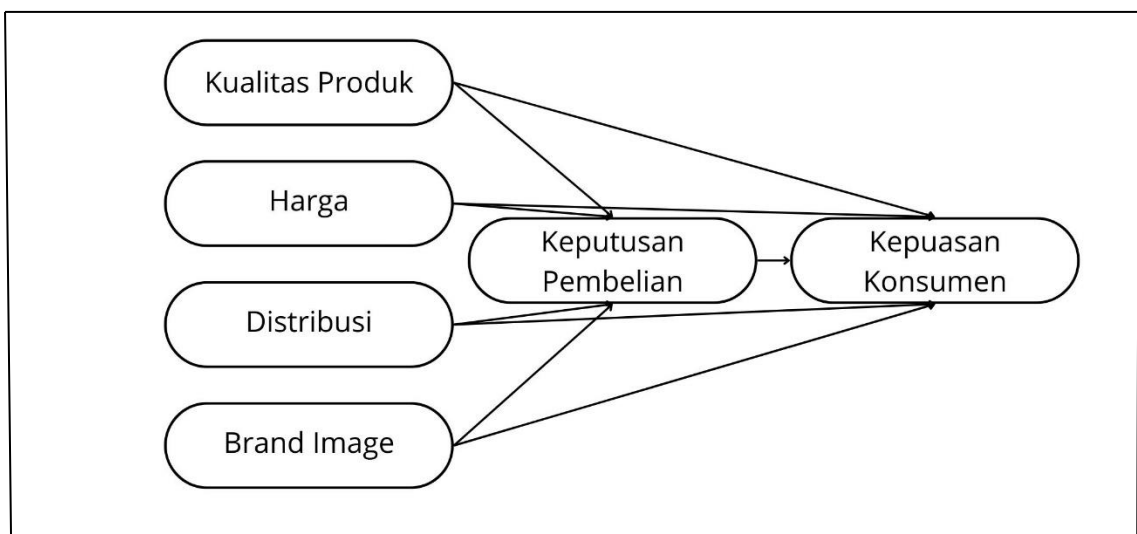 Kualitas Produk
Harga
Keputusan
Pembelian
Kepuasan
Konsumen
Distribusi
Brand Image